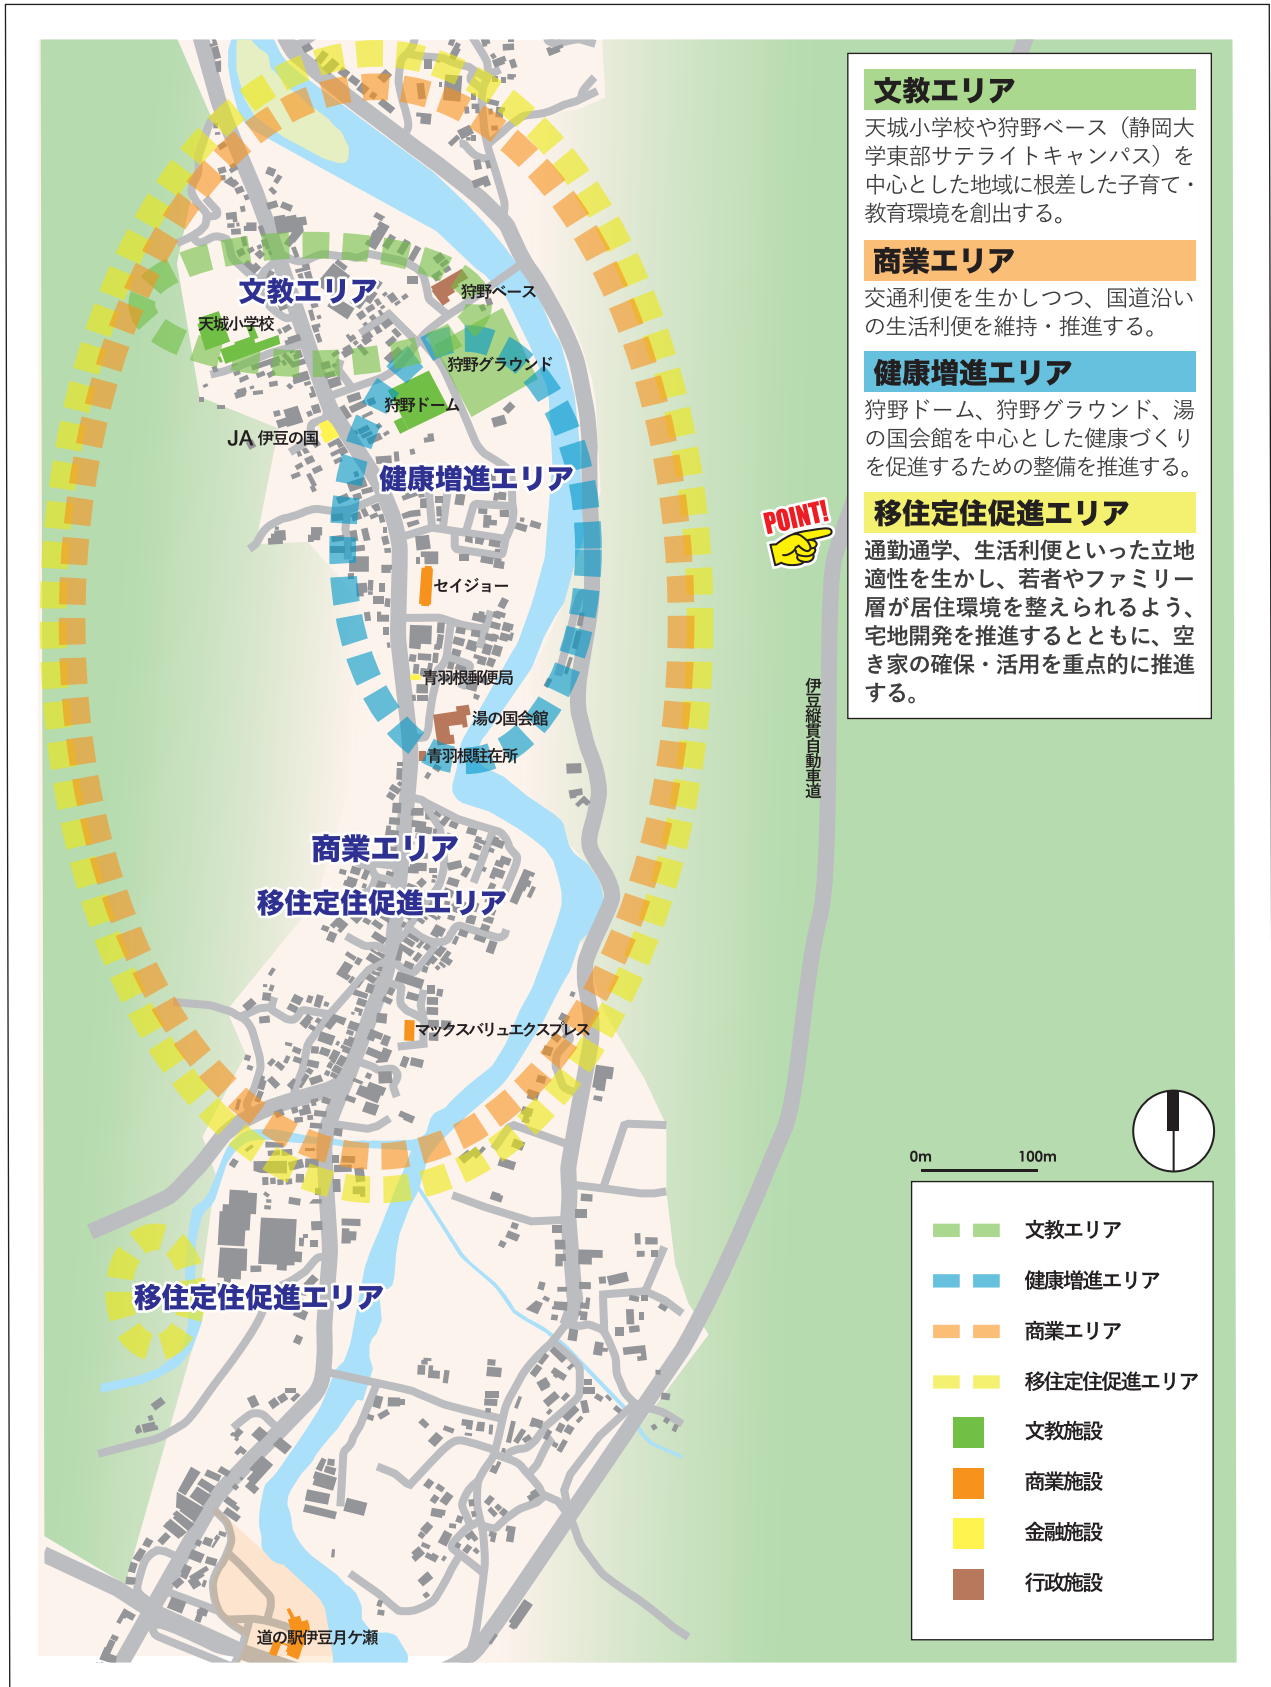 文教エリア
天城小学校や狩野ベース（静岡大
学東部サテライトキャンパス）を
中心とした地域に根差した子育て・
教育環境を創出する。
商業エリア
交通利便を生かしつつ、国道沿い
の生活利便を維持・推進する。
健康増進エリア
狩野ドーム、狩野グラウンド、湯
の国会館を中心とした健康づくり
を促進するための整備を推進する。
移住定住促進エリア
通勤通学、生活利便といった立地
適性を生かし、若者やファミリー
層が居住環境を整えられるよう、
宅地開発を推進するとともに、空
き家の確保・活用を重点的に推進
する。
POINT!
文教エリア
狩野ベース
天城小学校
狩野グラウンド
狩野ドーム
JA 伊豆の国
健康増進エリア
セイジョー
青羽根郵便局
湯の国会館
青羽根駐在所
伊豆縦貫自動車道
商業エリア
移住定住促進エリア
マックスバリュエクスプレス
移住定住促進エリア
道の駅伊豆月ケ瀬
0m 100m
文教エリア
健康増進エリア
商業エリア
移住定住促進エリア
文教施設
商業施設
金融施設
行政施設